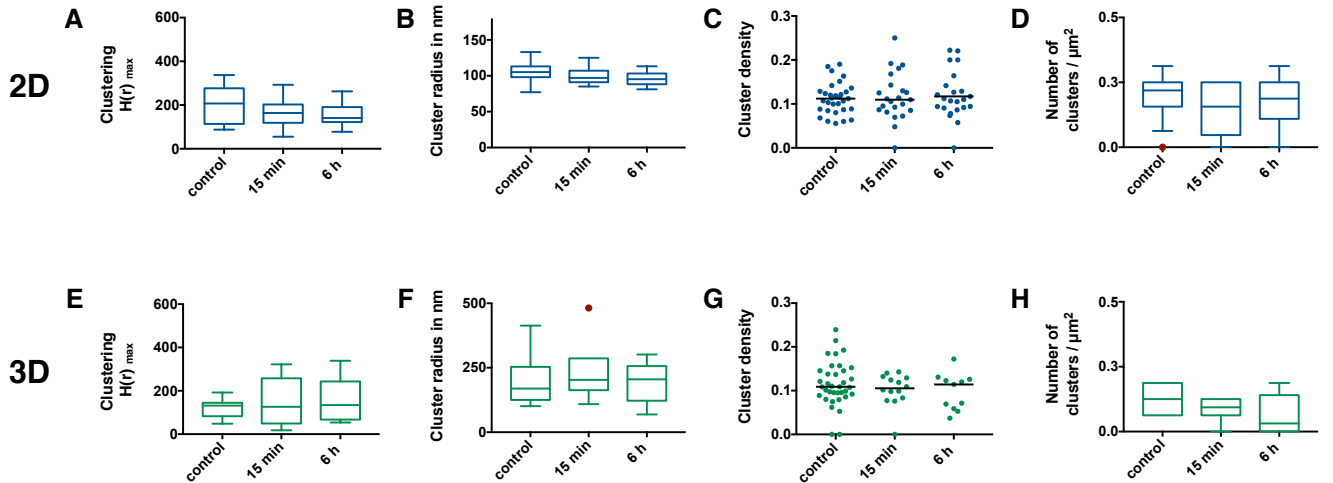 2D
A
Clustering
H(r) max
600
400
200
0
control
15 min
6 h
B
Cluster radius in nm
150
100
50
0
control
15 min
6 h
C
Cluster density
0.3
0.2
0.1
0.0
control
15 min
6 h
D
Number of
clusters / µm²
0.5
0.3
0.0
control
15 min
6 h
3D
E
Clustering
H(r) max
600
400
200
0
control
15 min
6 h
F
Cluster radius in nm
500
250
0
control
15 min
6 h
G
Cluster density
0.3
0.2
0.1
0.0
control
15 min
6 h
H
Number of
clusters / µm²
0.5
0.3
0.0
control
15 min
6 h